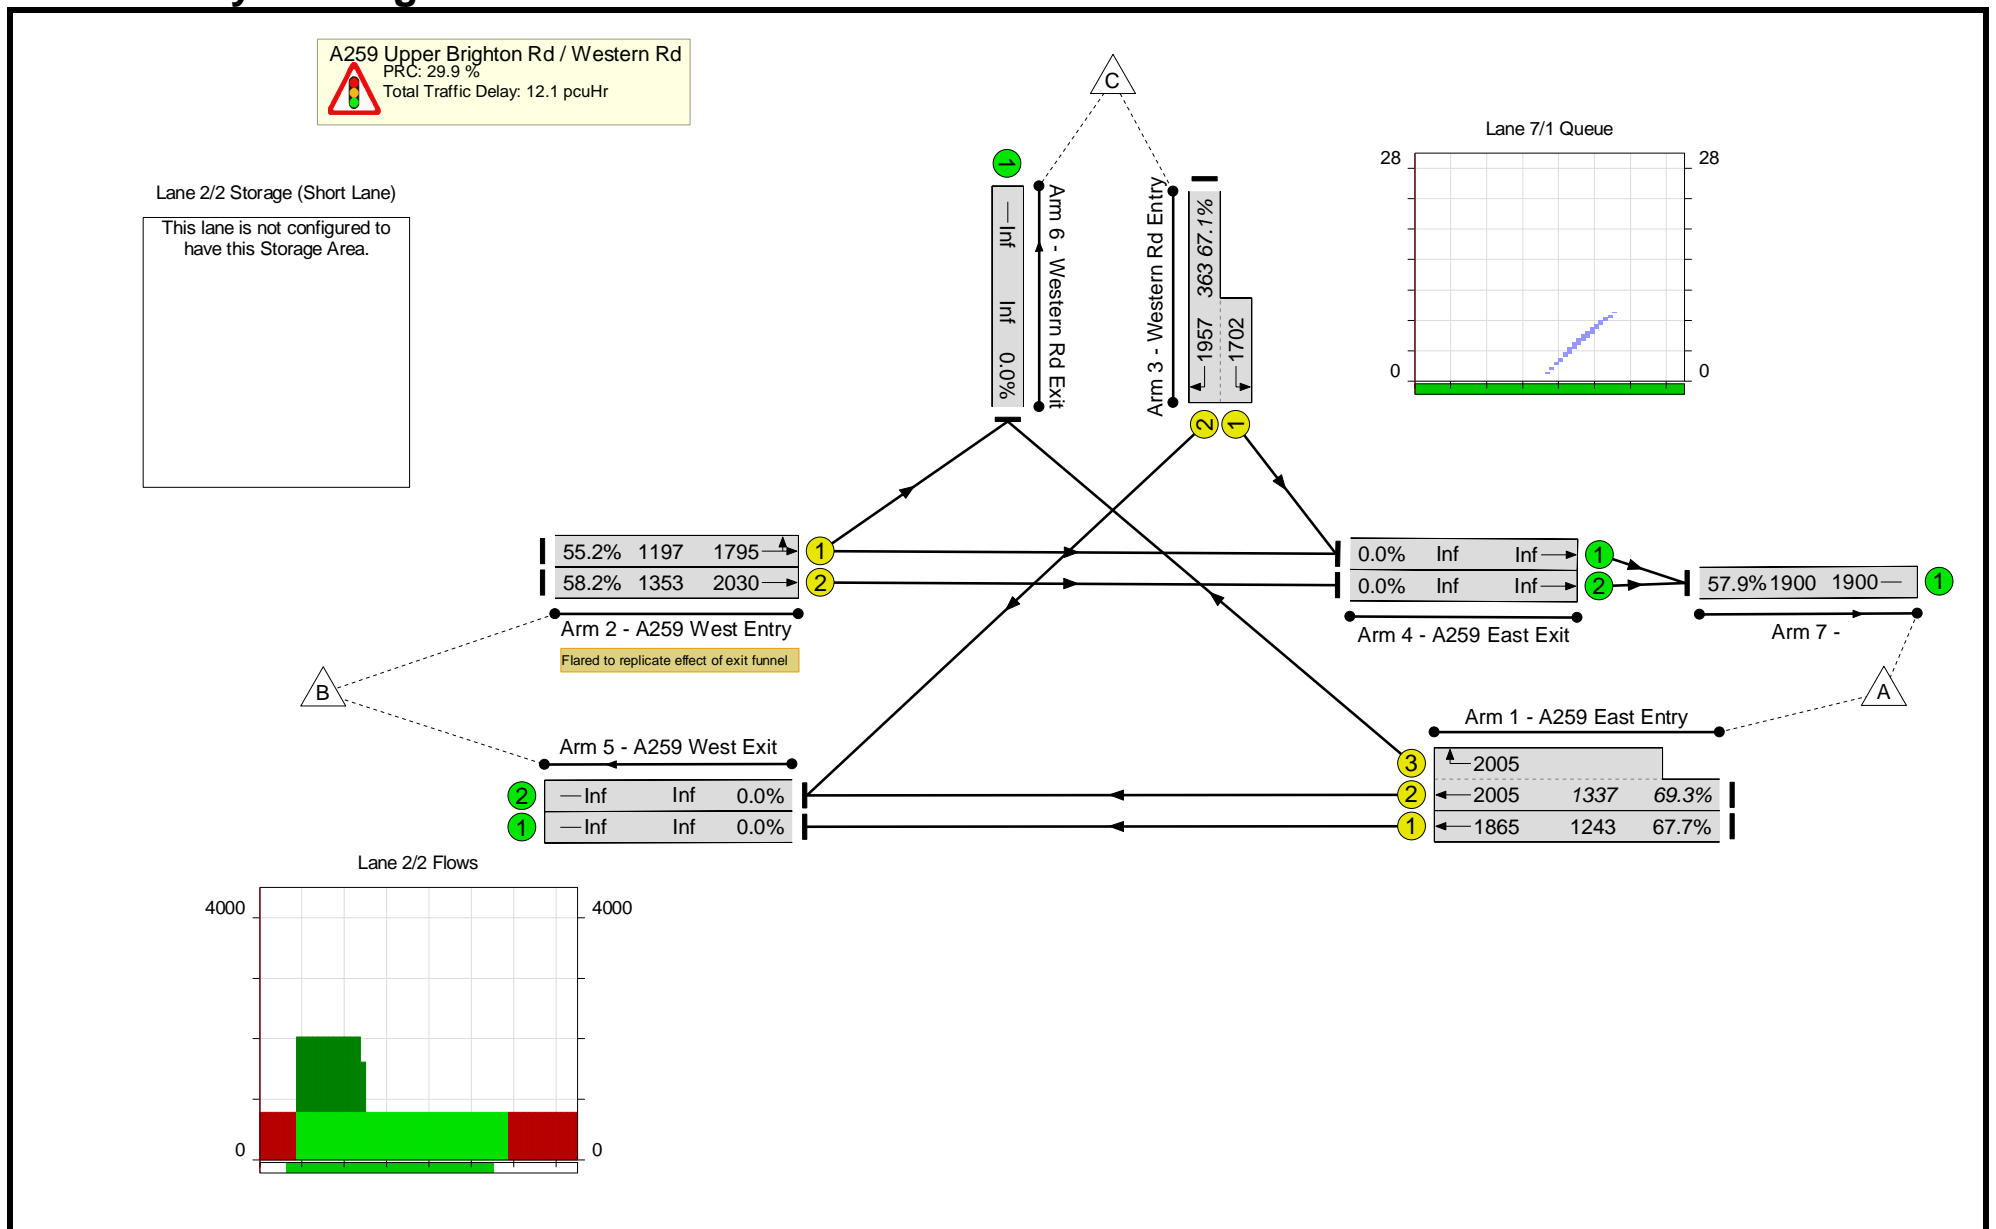 A259 Upper Brighton Rd / Western Rd
PRC: 29.9 %
Total Traffic Delay: 12.1 pcuHr
C
Lane 7/1 Queue
28
28
0
0
Lane 2/2 Storage (Short Lane)
This lane is not configured to
have this Storage Area.
1
Inf Inf 0.0%
Arm 6 - Western Rd Exit
Arm 3 - Western Rd Entry
1957 363 67.1%
1702
2
1
55.2% 1197 1795
1
58.2% 1353 2030
2
Arm 2 - A259 West Entry
Flared to replicate effect of exit funnel
0.0% Inf Inf
1
0.0% Inf Inf
2
Arm 4 - A259 East Exit
57.9% 1900 1900
1
Arm 7 -
B
A
Arm 1 - A259 East Entry
3
2005
2
2005 1337 69.3%
1
1865 1243 67.7%
Arm 5 - A259 West Exit
2
Inf Inf 0.0%
1
Inf Inf 0.0%
Lane 2/2 Flows
4000
4000
0
0